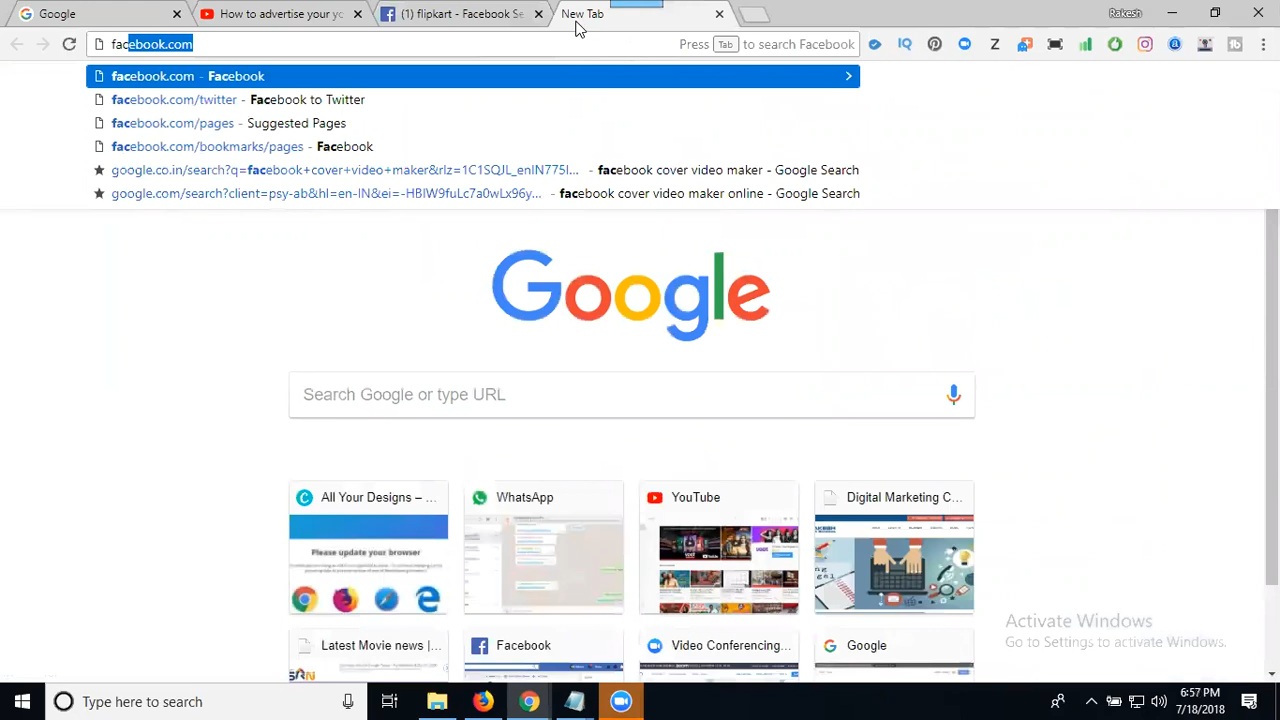 Google
How to advertise your yo
(1) flipkart - Facebook Se
New Tab
Rakesh
facebook.com
Press Tab to search Facebook
facebook.com - Facebook
facebook.com/twitter - Facebook to Twitter
facebook.com/pages - Suggested Pages
facebook.com/bookmarks/pages - Facebook
google.co.in/search?q=facebook+cover+video+maker&rlz=1C1SQJL_enIN775I... - facebook cover video maker - Google Search
google.com/search?client=psy-ab&hl=en-IN&ei=-HBIW9fuLc7a0wLx96y... - facebook cover video maker online - Google Search
Google
Search Google or type URL
All Your Designs – ...
WhatsApp
YouTube
Digital Marketing C...
Please update your browser
Latest Movie news |...
Facebook
Video Conferencing,...
Google
Activate Windows
Go to Settings to activate Windows.
Type here to search
6:57 PM
7/18/2018